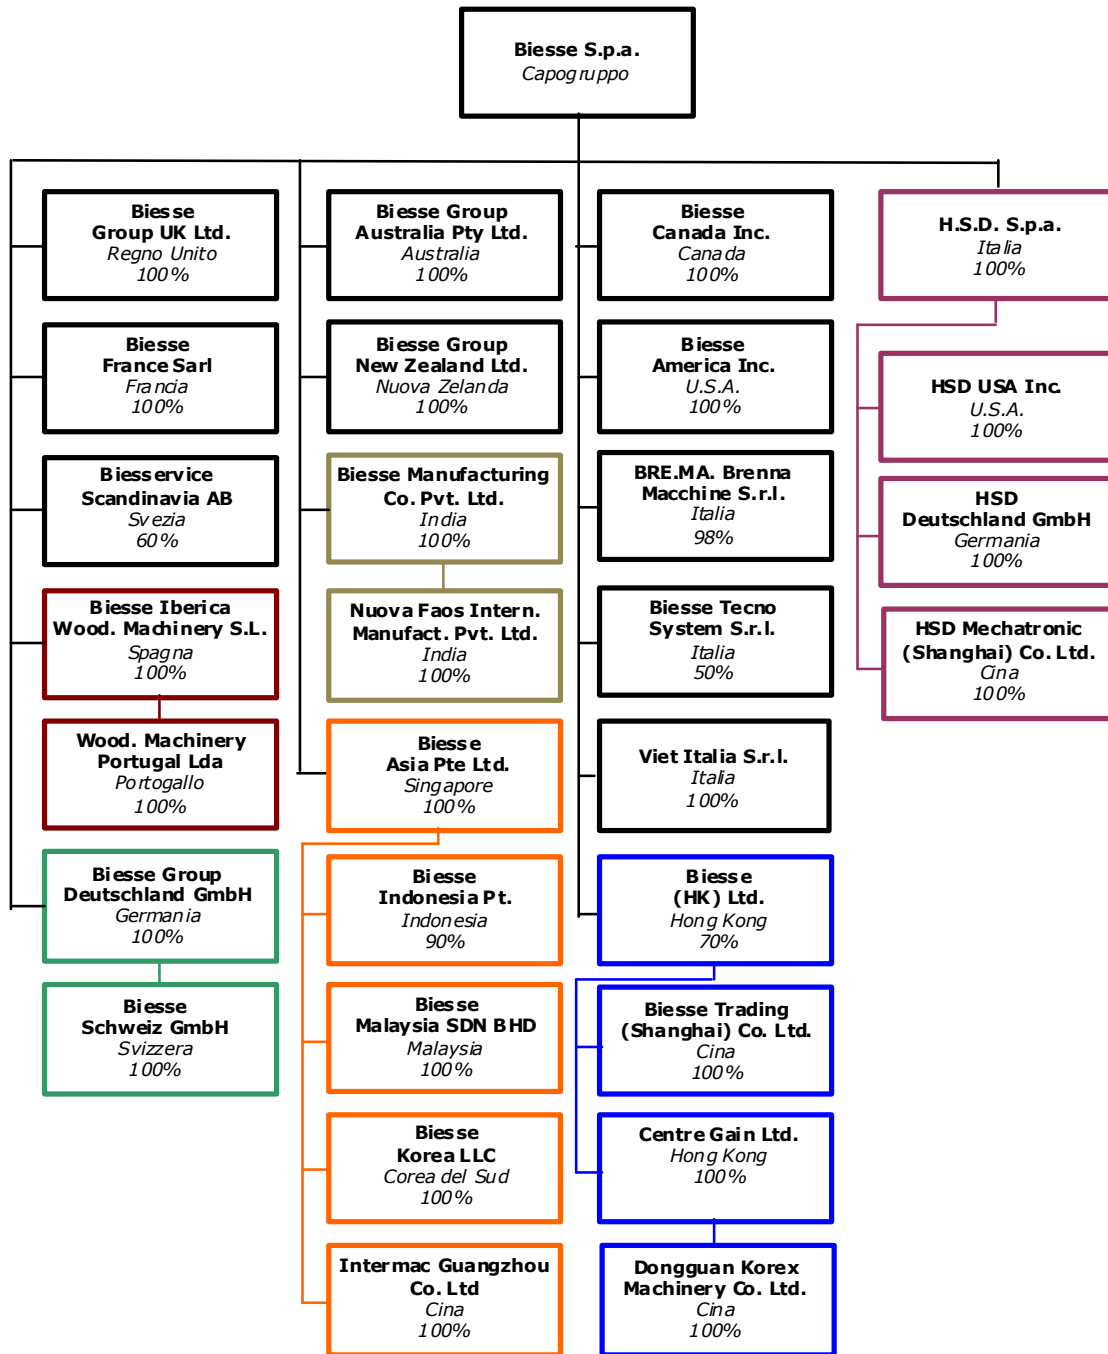 Biesse S.p.a.
Capogruppo
Biesse
Group UK Ltd.
Regno Unito
100%
Biesse
France Sarl
Francia
100%
Biesservice
Scandinavia AB
Svezia
60%
Biesse Iberica
Wood. Machinery S.L.
Spagna
100%
Wood. Machinery
Portugal Lda
Portogallo
100%
Biesse Group
Deutschland GmbH
Germania
100%
Biesse
Schweiz GmbH
Svizzera
100%
Biesse Group
Australia Pty Ltd.
Australia
100%
Biesse Group
New Zealand Ltd.
Nuova Zelanda
100%
Biesse Manufacturing
Co. Pvt. Ltd.
India
100%
Nuova Faos Intern.
Manufact. Pvt. Ltd.
India
100%
Biesse
Asia Pte Ltd.
Singapore
100%
Biesse
Indonesia Pt.
Indonesia
90%
Biesse
Malaysia SDN BHD
Malaysia
100%
Biesse
Korea LLC
Corea del Sud
100%
Intermac Guangzhou
Co. Ltd
Cina
100%
Biesse
Canada Inc.
Canada
100%
Biesse
America Inc.
U.S.A.
100%
BRE.MA. Brenna
Macchine S.r.l.
Italia
98%
Biesse Tecno
System S.r.l.
Italia
50%
Viet Italia S.r.l.
Italia
100%
Biesse
(HK) Ltd.
Hong Kong
70%
Biesse Trading
(Shanghai) Co. Ltd.
Cina
100%
Centre Gain Ltd.
Hong Kong
100%
Dongguan Korex
Machinery Co. Ltd.
Cina
100%
H.S.D. S.p.a.
Italia
100%
HSD USA Inc.
U.S.A.
100%
HSD
Deutschland GmbH
Germania
100%
HSD Mechatronic
(Shanghai) Co. Ltd.
Cina
100%